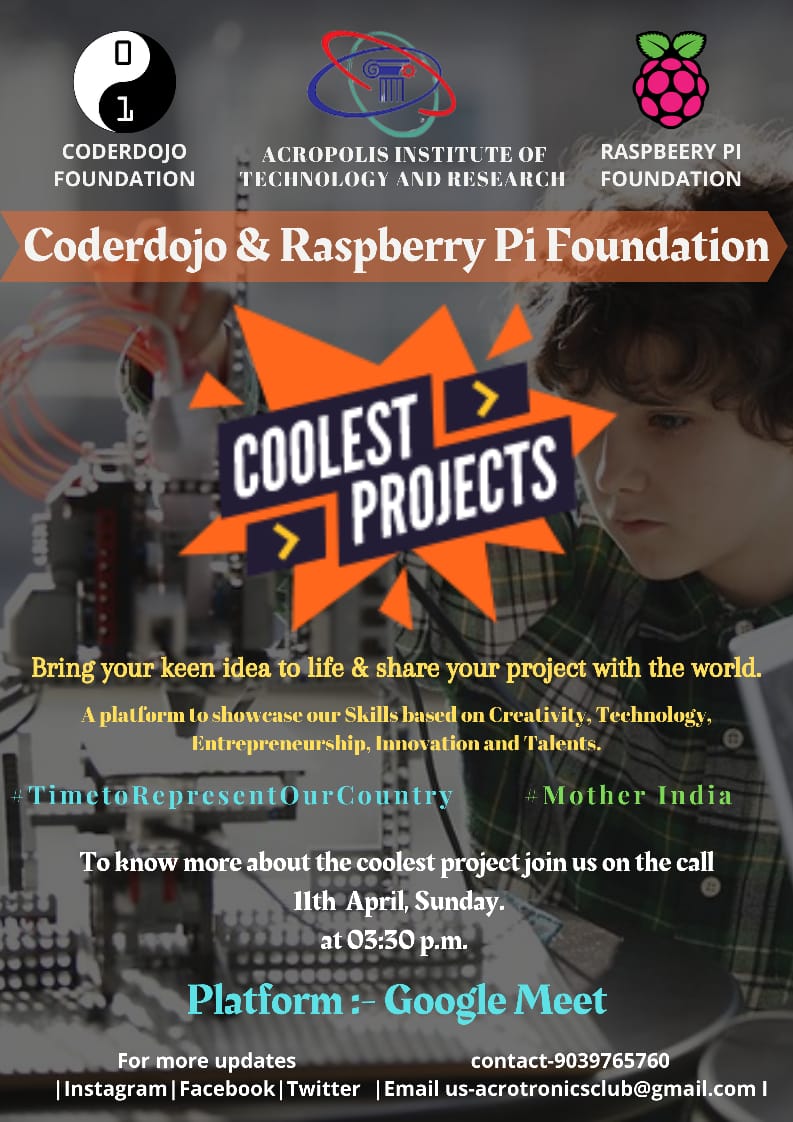 0
1
CODERDOJO
FOUNDATION
ACROPOLIS INSTITUTE OF
TECHNOLOGY AND RESEARCH
RASPBEERY PI
FOUNDATION
Coderdojo & Raspberry Pi Foundation
COOLEST
PROJECTS
Bring your keen idea to life & share your project with the world.
A platform to showcase our Skills based on Creativity, Technology,
Entrepreneurship, Innovation and Talents.
#TimetoRepresentOurCountry
#Mother India
To know more about the coolest project join us on the call
11th April, Sunday.
at 03:30 p.m.
Platform :- Google Meet
For more updates
|Instagram|Facebook|Twitter
contact-9039765760
|Email us-acrotronicsclub@gmail.com I